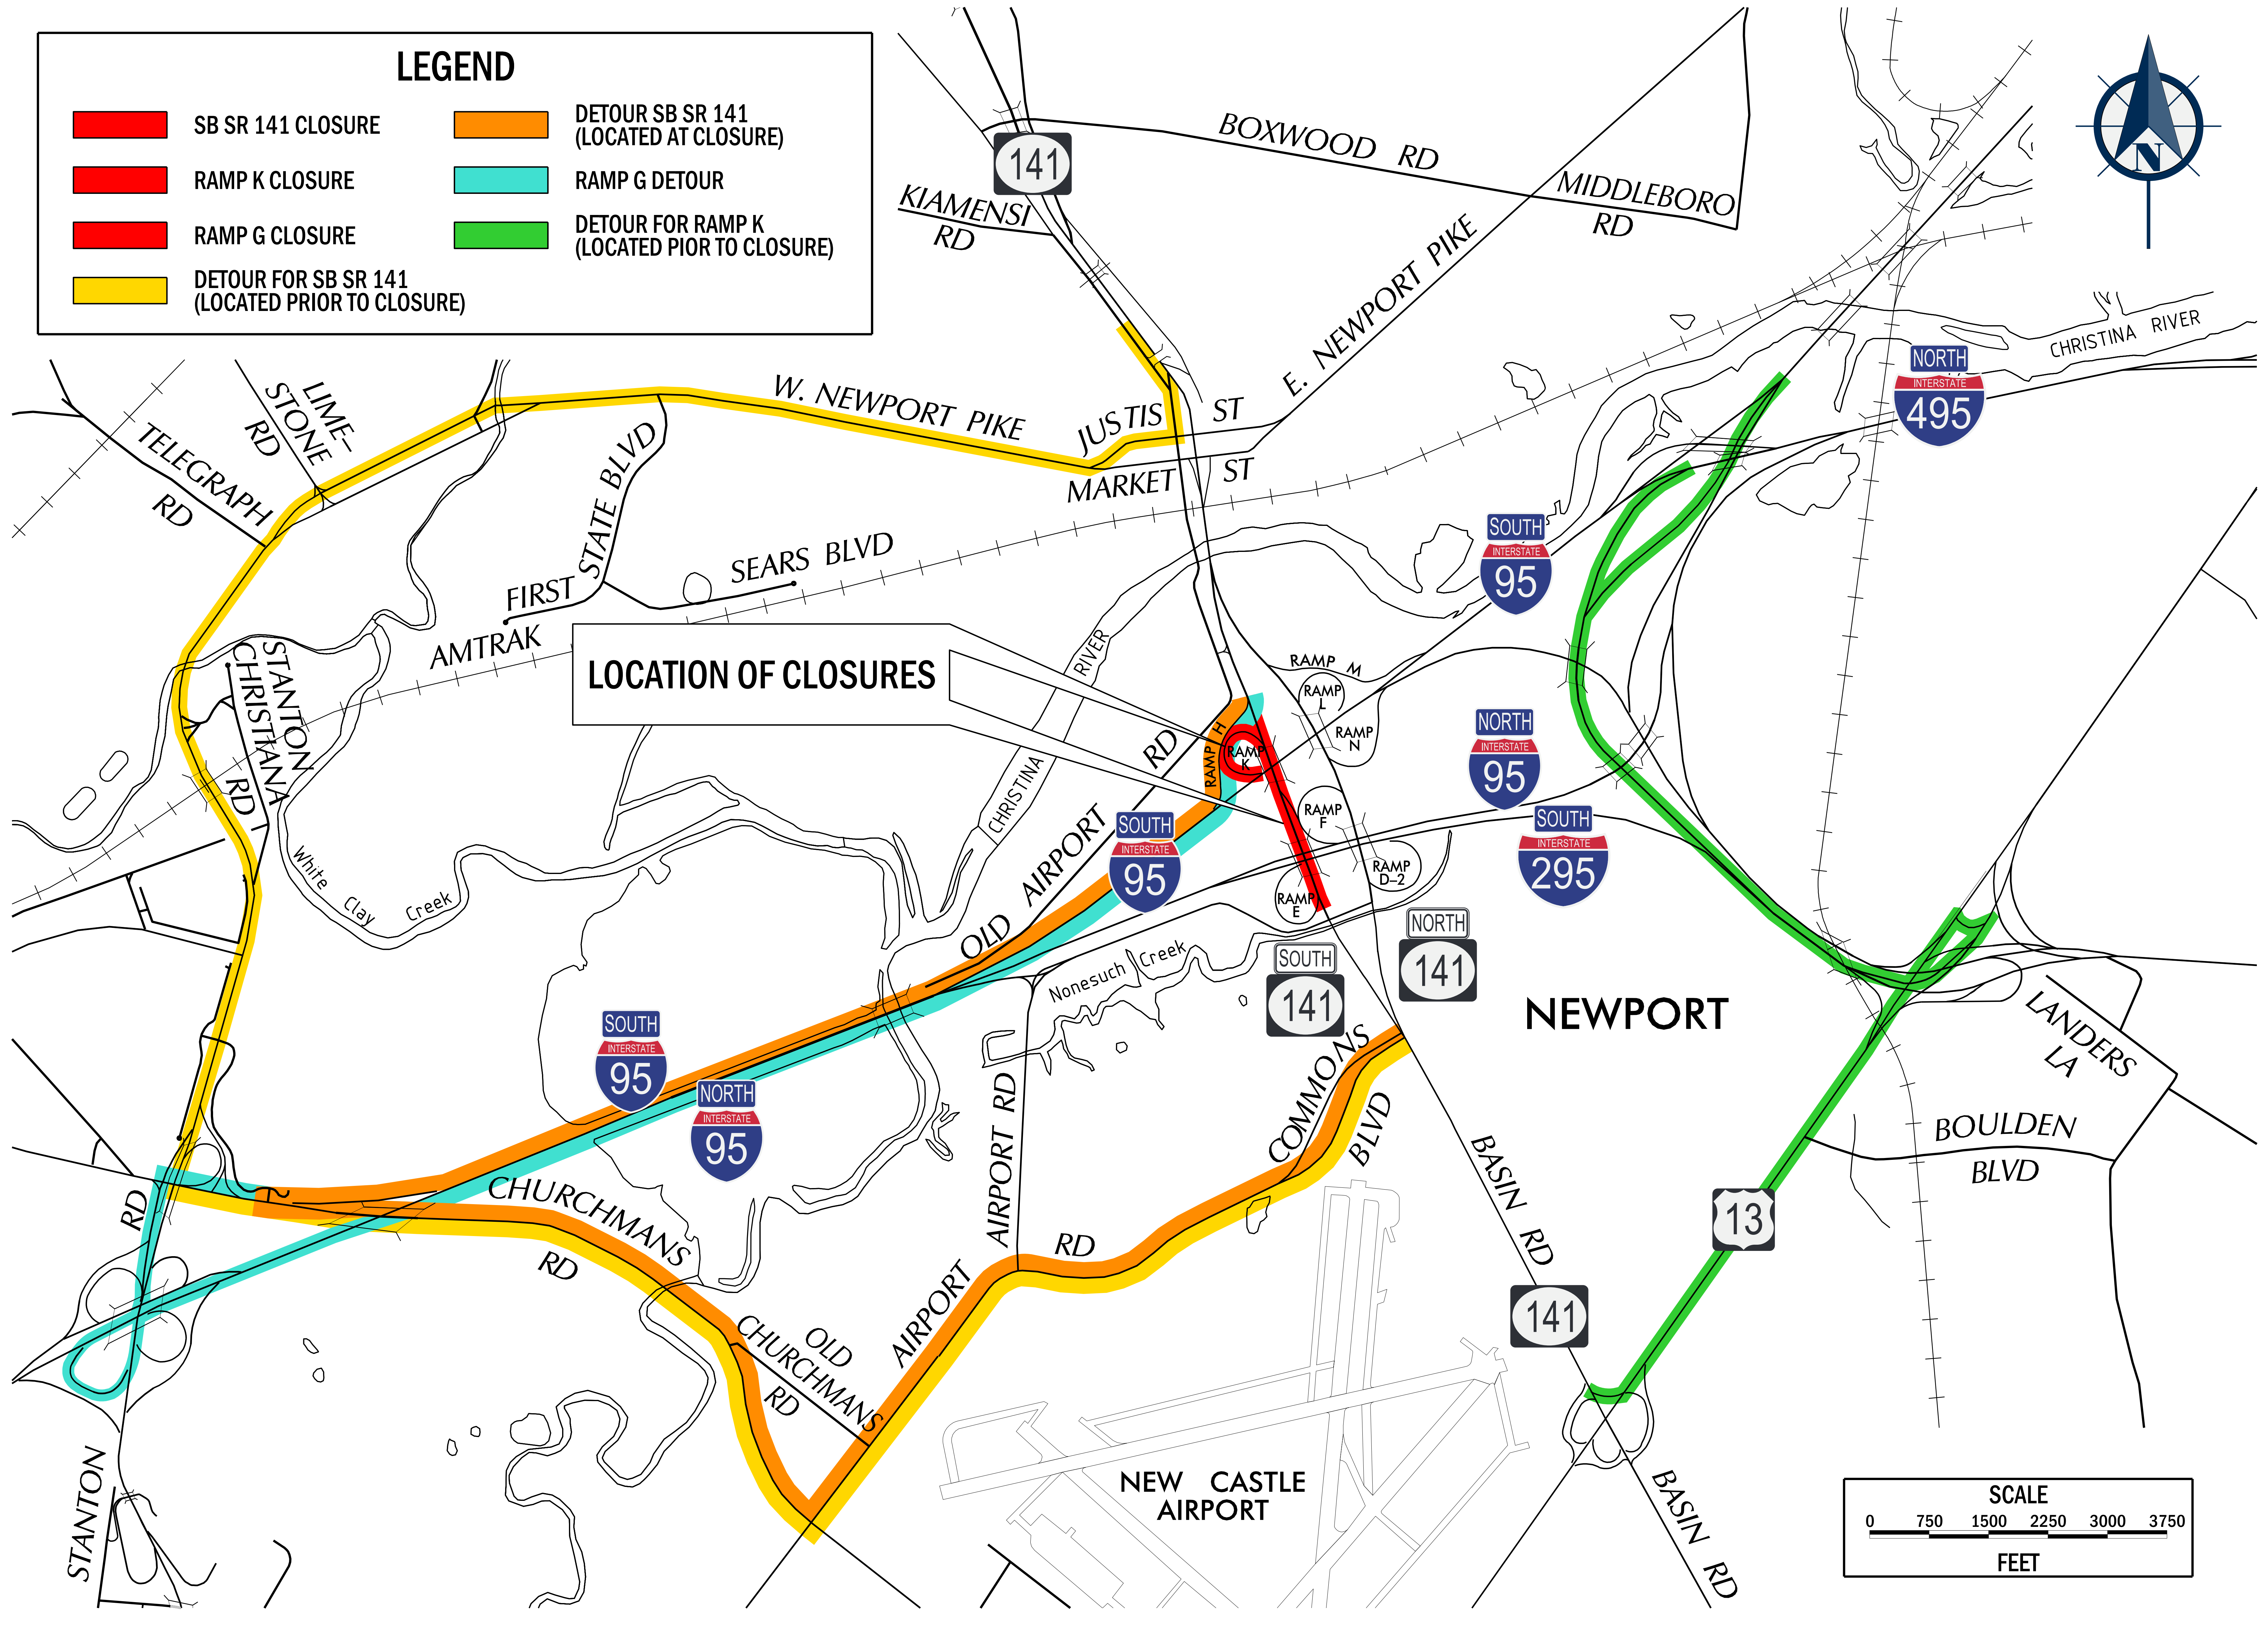 LEGEND
SB SR 141 CLOSURE
RAMP K CLOSURE
RAMP G CLOSURE
DETOUR FOR SB SR 141
(LOCATED PRIOR TO CLOSURE)
DETOUR SB SR 141
(LOCATED AT CLOSURE)
RAMP G DETOUR
DETOUR FOR RAMP K
(LOCATED PIOR TO CLOSURE)
N
141
BOXWOOD RD
KIAMENSI
RD
MIDDLEBORO
RD
E. NEWPORT PIKE
CHRISTINA RIVER
NORTH
INTERSTATE
495
LIME-
STONE
RD
TELEGRAPH
RD
W. NEWPORT PIKE
JUSTIS ST
MARKET ST
FIRST STATE BLVD
SEARS BLVD
AMTRAK
SOUTH
INTERSTATE
95
STANTON
CHRISTIANA
RD
LOCATION OF CLOSURES
CHRISTINA RIVER
RAMP M
RAMP
L
RAMP
N
RAMP H
RAMP
K
RAMP
F
RAMP
D-2
RAMP
E
NORTH
INTERSTATE
95
SOUTH
INTERSTATE
295
SOUTH
INTERSTATE
95
OLD AIRPORT RD
White Clay Creek
Nonesuch Creek
NORTH
141
SOUTH
141
NEWPORT
SOUTH
INTERSTATE
95
NORTH
INTERSTATE
95
LANDERS
LA
COMMONS
BLVD
AIRPORT RD
BOULDEN
BLVD
BASIN RD
RD
CHURCHMANS
RD
13
AIRPORT RD
141
OLD
CHURCHMANS
RD
STANTON
NEW CASTLE
AIRPORT
BASIN RD
SCALE
0 750 1500 2250 3000 3750
FEET